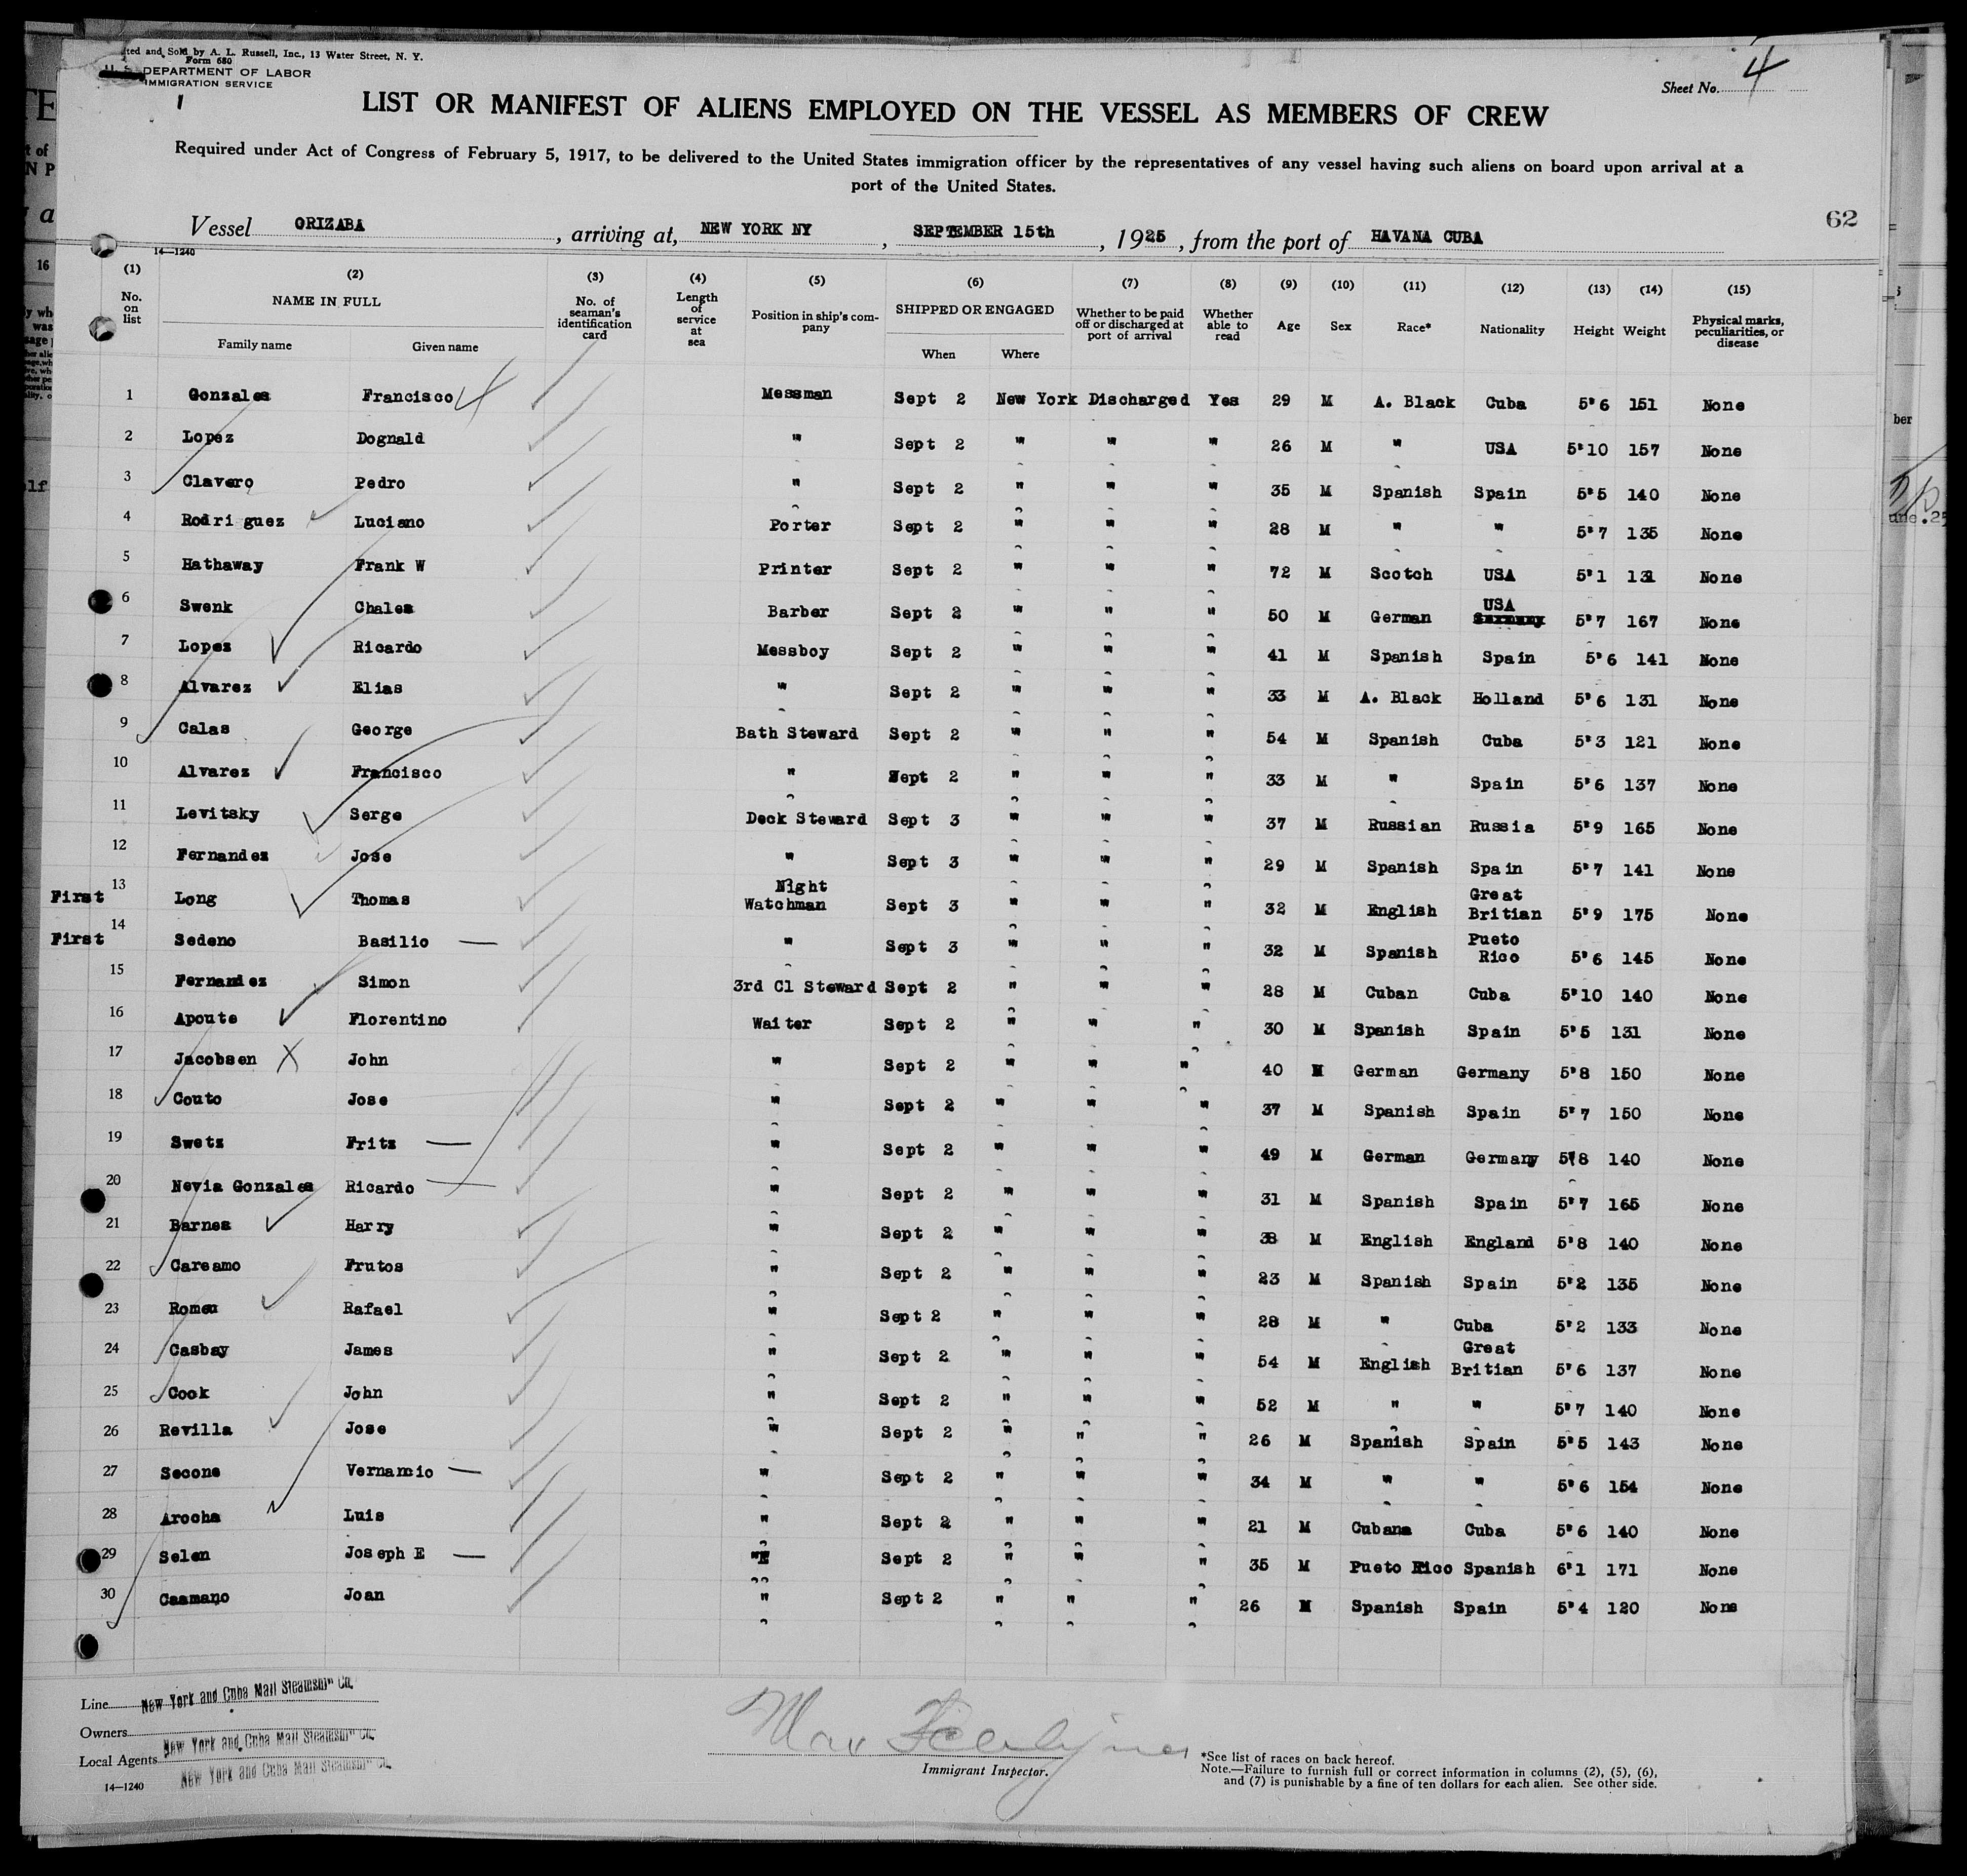 ted and Sold by A. L. Russell, Inc., 13 Water Street, N. Y.
Form 680
U. S. DEPARTMENT OF LABOR
IMMIGRATION SERVICE
1
Sheet No. 4
LIST OR MANIFEST OF ALIENS EMPLOYED ON THE VESSEL AS MEMBERS OF CREW
Required under Act of Congress of February 5, 1917, to be delivered to the United States immigration officer by the representatives of any vessel having such aliens on board upon arrival at a
port of the United States.
62
Vessel ORIZABA, arriving at, NEW YORK NY, SEPTEMBER 15th, 1925, from the port of HAVANA CUBA
14—1240
(1) (2) (3) (4) (5) (6) (7) (8) (9) (10) (11) (12) (13) (14) (15)
No. on list NAME IN FULL Family name Given name No. of seaman's identification card Length of service at sea Position in ship's company SHIPPED OR ENGAGED When Where Whether to be paid off or discharged at port of arrival Whether able to read Age Sex Race* Nationality Height Weight Physical marks, peculiarities, or disease
1 Gonzales Francisco Messman Sept 2 New York Discharged Yes 29 M A. Black Cuba 5'6 151 None
2 Lopez Dognald " Sept 2 " " " 26 M " USA 5'10 157 None
3 Clavero Pedro " Sept 2 " " " 35 M Spanish Spain 5'5 140 None
4 Rodriguez Luciano Porter Sept 2 " " " 28 M " " 5'7 135 None
5 Hathaway Frank W Printer Sept 2 " " " 72 M Scotch USA 5'1 131 None
6 Swenk Chales Barber Sept 2 " " " 50 M German USA Germany 5'7 167 None
7 Lopez Ricardo Messboy Sept 2 " " " 41 M Spanish Spain 5'6 141 None
8 Alvarez Elias " Sept 2 " " " 33 M A. Black Holland 5'6 131 None
9 Calas George Bath Steward Sept 2 " " " 54 M Spanish Cuba 5'3 121 None
10 Alvarez Francisco " Sept 2 " " " 33 M " Spain 5'6 137 None
11 Levitsky Serge Deck Steward Sept 3 " " " 37 M Russian Russia 5'9 165 None
12 Fernandez Jose " Sept 3 " " " 29 M Spanish Spain 5'7 141 None
First 13 Long Thomas Night Watchman Sept 3 " " " 32 M English Great Britian 5'9 175 None
First 14 Sedeno Basilio " Sept 3 " " " 32 M Spanish Pueto Rico 5'6 145 None
15 Fernandez Simon 3rd Cl Steward Sept 2 " " " 28 M Cuban Cuba 5'10 140 None
16 Apoute Florentino Waiter Sept 2 " " " 30 M Spanish Spain 5'5 131 None
17 Jacobsen John " Sept 2 " " " 40 M German Germany 5'8 150 None
18 Couto Jose " Sept 2 " " " 37 M Spanish Spain 5'7 150 None
19 Swetz Fritz " Sept 2 " " " 49 M German Germany 5'8 140 None
20 Nevia Gonzales Ricardo " Sept 2 " " " 31 M Spanish Spain 5'7 165 None
21 Barnes Harry " Sept 2 " " " 38 M English England 5'8 140 None
22 Careamo Frutos " Sept 2 " " " 23 M Spanish Spain 5'2 135 None
23 Romeu Rafael " Sept 2 " " " 28 M " Cuba 5'2 133 None
24 Casbay James " Sept 2 " " " 54 M English Great Britian 5'6 137 None
25 Cook John " Sept 2 " " " 52 M " " 5'7 140 None
26 Revilla Jose " Sept 2 " " " 26 M Spanish Spain 5'5 143 None
27 Secone Vernancio " Sept 2 " " " 34 M " " 5'6 154 None
28 Arocha Luis " Sept 2 " " " 21 M Cubana Cuba 5'6 140 None
29 Selen Joseph E " Sept 2 " " " 35 M Pueto Rico Spanish 6'1 171 None
30 Caamano Joan " Sept 2 " " " 26 M Spanish Spain 5'4 120 None
Line New York and Cuba Mail Steamship Co.
Owners New York and Cuba Mail Steamship Co.
Local Agents New York and Cuba Mail Steamship Co.
14—1240
Max
Immigrant Inspector.
*See list of races on back hereof.
Note.—Failure to furnish full or correct information in columns (2), (5), (6),
and (7) is punishable by a fine of ten dollars for each alien. See other side.